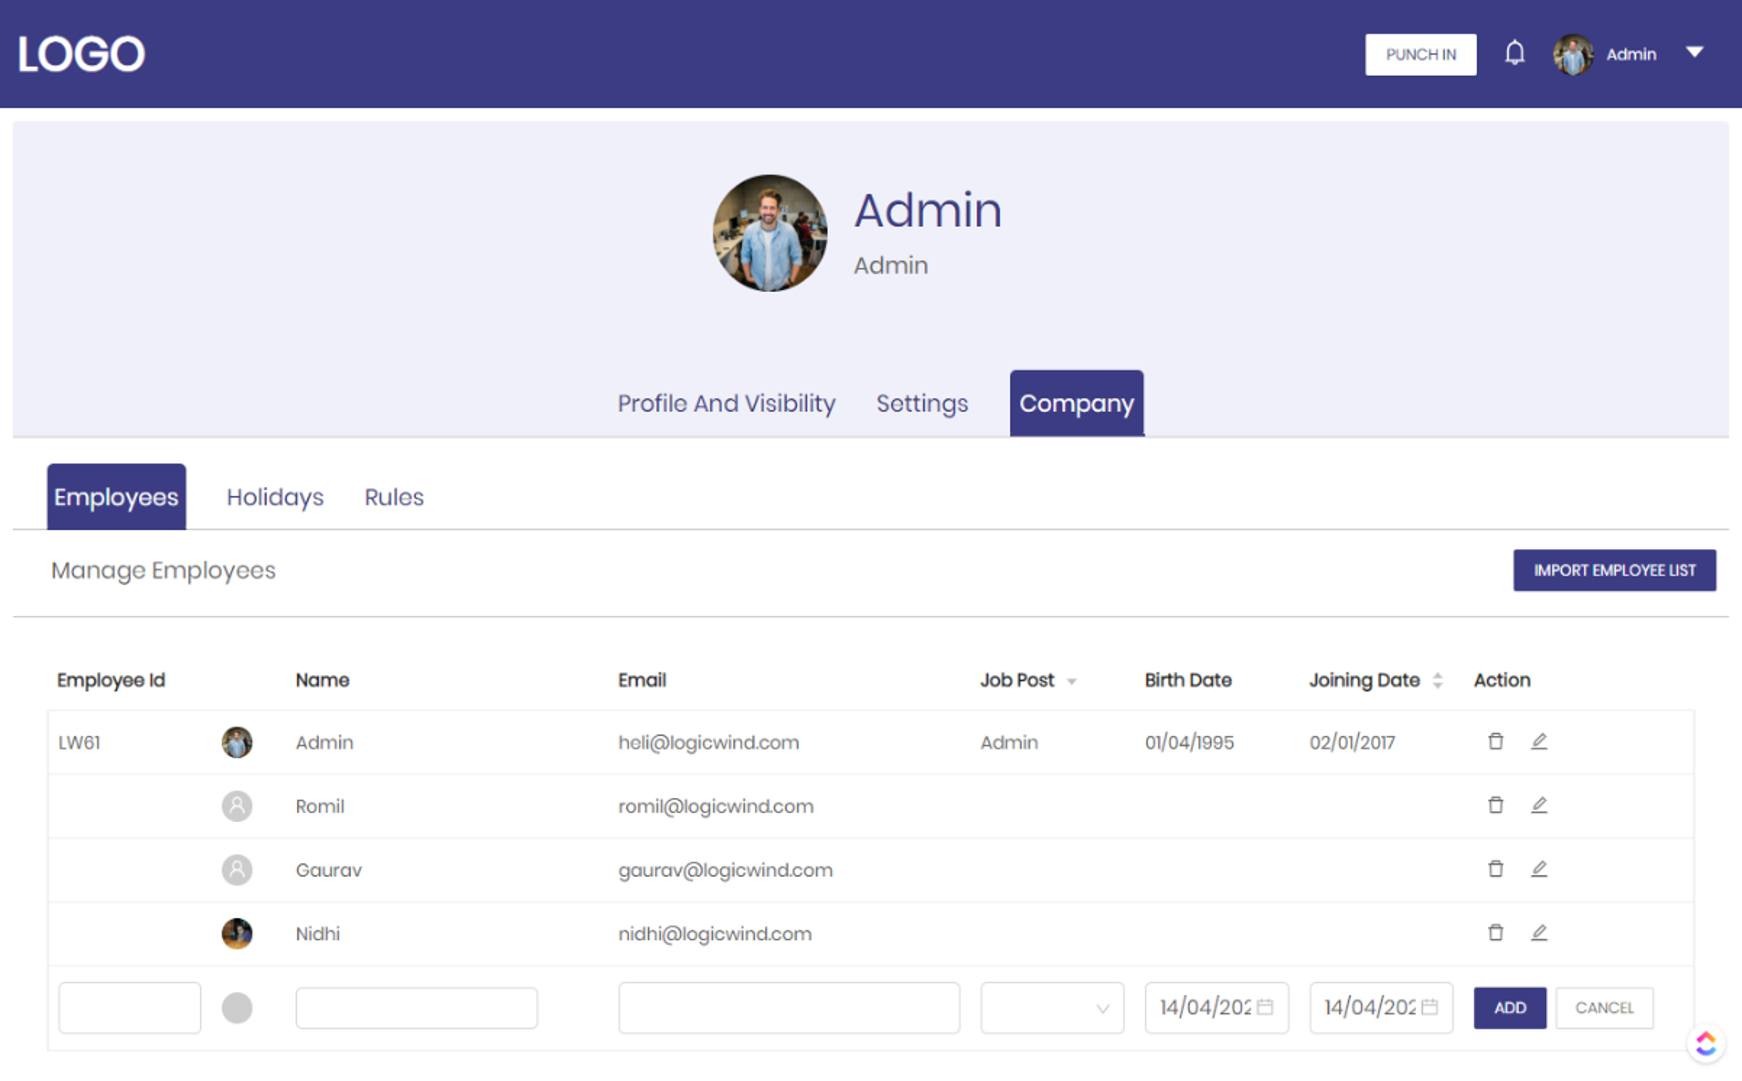 LOGO
PUNCH IN
Admin
Admin
Admin
Profile And Visibility
Settings
Company
Employees
Holidays
Rules
Manage Employees
IMPORT EMPLOYEE LIST
Employee Id Name Email Job Post Birth Date Joining Date Action
LW61 Admin heli@logicwind.com Admin 01/04/1995 02/01/2017
Romil romil@logicwind.com
Gaurav gaurav@logicwind.com
Nidhi nidhi@logicwind.com
14/04/202 14/04/202 ADD CANCEL